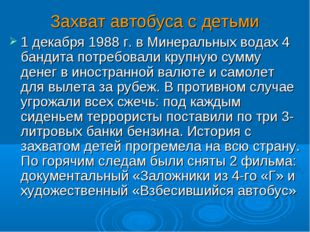 Захват автобуса с детьми
1 декабря 1988 г. в Минеральных водах 4
бандита потребовали крупную сумму
денег в иностранной валюте и самолет
для вылета за рубеж. В противном случае
угрожали всех сжечь: под каждым
сиденьем террористы поставили по три 3-
литровых банки бензина. История с
захватом детей прогремела на всю страну.
По горячим следам были сняты 2 фильма:
документальный «Заложники из 4-го «Г» и
художественный «Взбесившийся автобус»